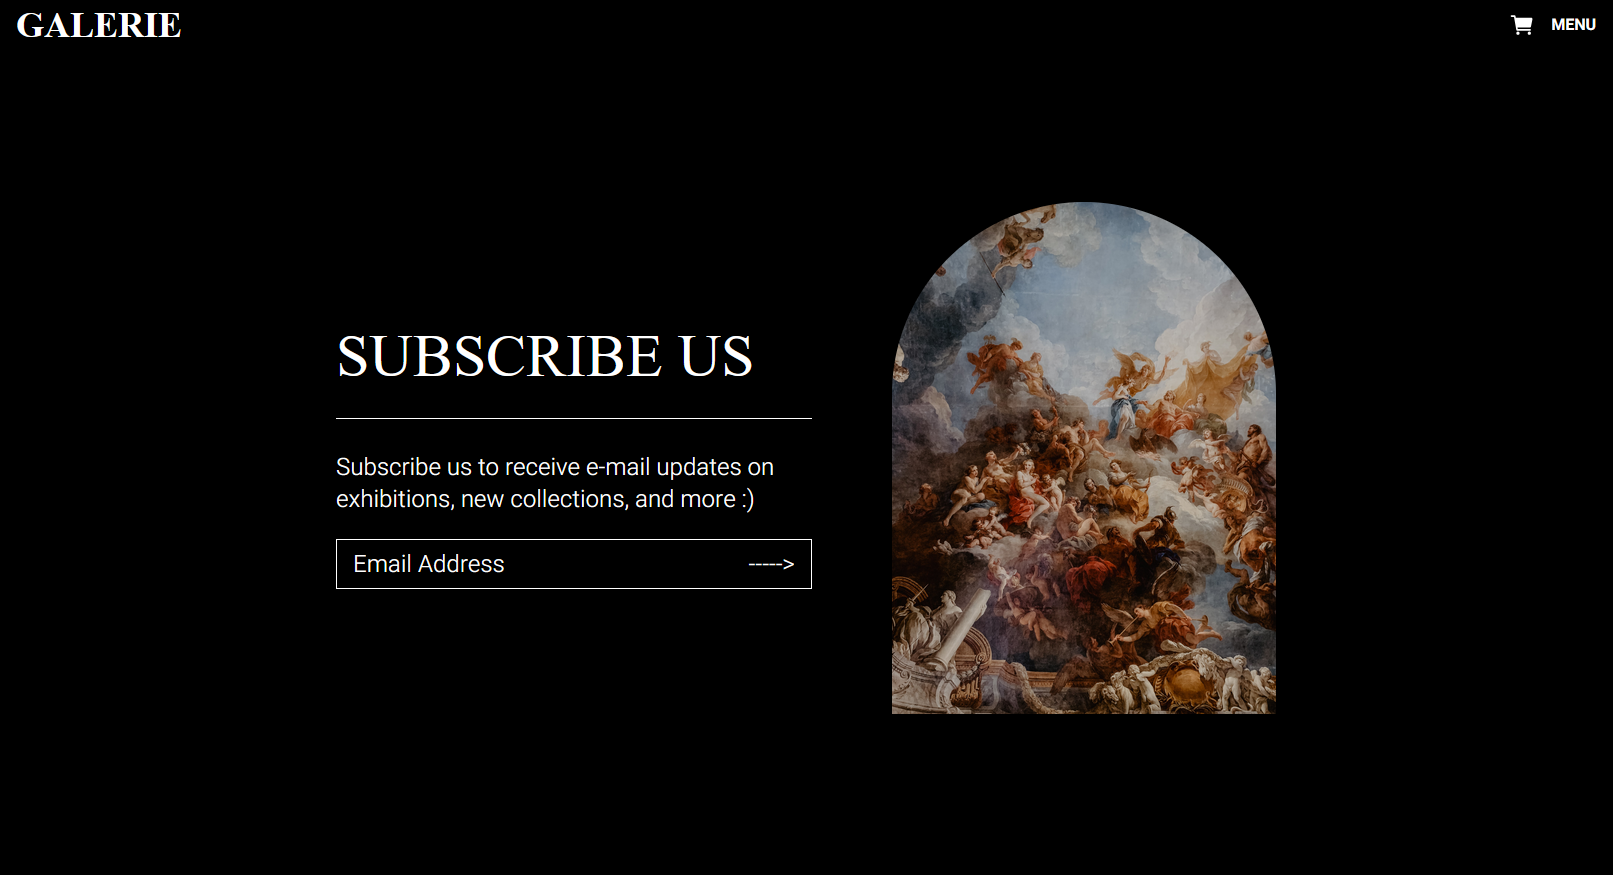 GALERIE
MENU
SUBSCRIBE US
Subscribe us to receive e-mail updates on
exhibitions, new collections, and more :)
Email Address ----->